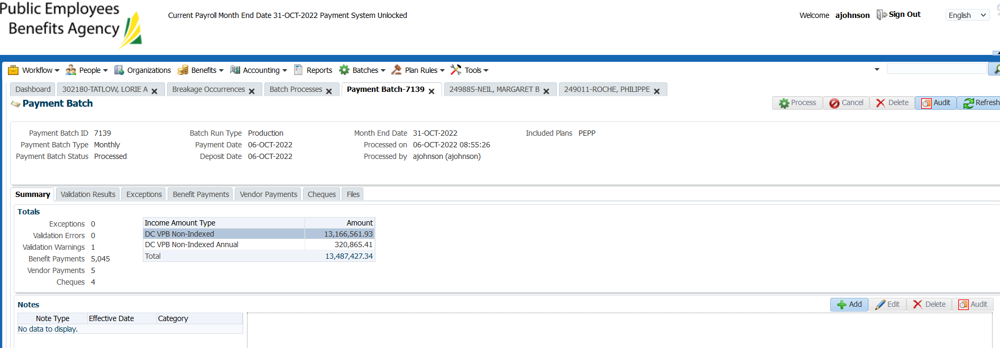 Public Employees
Benefits Agency
Current Payroll Month End Date 31-OCT-2022 Payment System Unlocked
Welcome ajohnson Sign Out English
Workflow People Organizations Benefits Accounting Reports Batches Plan Rules Tools
Dashboard 302180-TATLOW, LORIE A Breakage Occurrences Batch Processes Payment Batch-7139 249885-NEIL, MARGARET B 249011-ROCHE, PHILIPPE
Payment Batch Process Cancel Delete Audit Refresh
Payment Batch ID 7139 Batch Run Type Production Month End Date 31-OCT-2022 Included Plans PEPP
Payment Batch Type Monthly Payment Date 06-OCT-2022 Processed on 06-OCT-2022 08:55:26
Payment Batch Status Processed Deposit Date 06-OCT-2022 Processed by ajohnson (ajohnson)
Summary Validation Results Exceptions Benefit Payments Vendor Payments Cheques Files
Totals
Exceptions 0
Validation Errors 0
Validation Warnings 1
Benefit Payments 5,045
Vendor Payments 5
Cheques 4
Income Amount Type Amount
DC VPB Non-Indexed 13,166,561.93
DC VPB Non-Indexed Annual 320,865.41
Total 13,487,427.34
Notes Add Edit Delete Audit
Note Type Effective Date Category
No data to display.